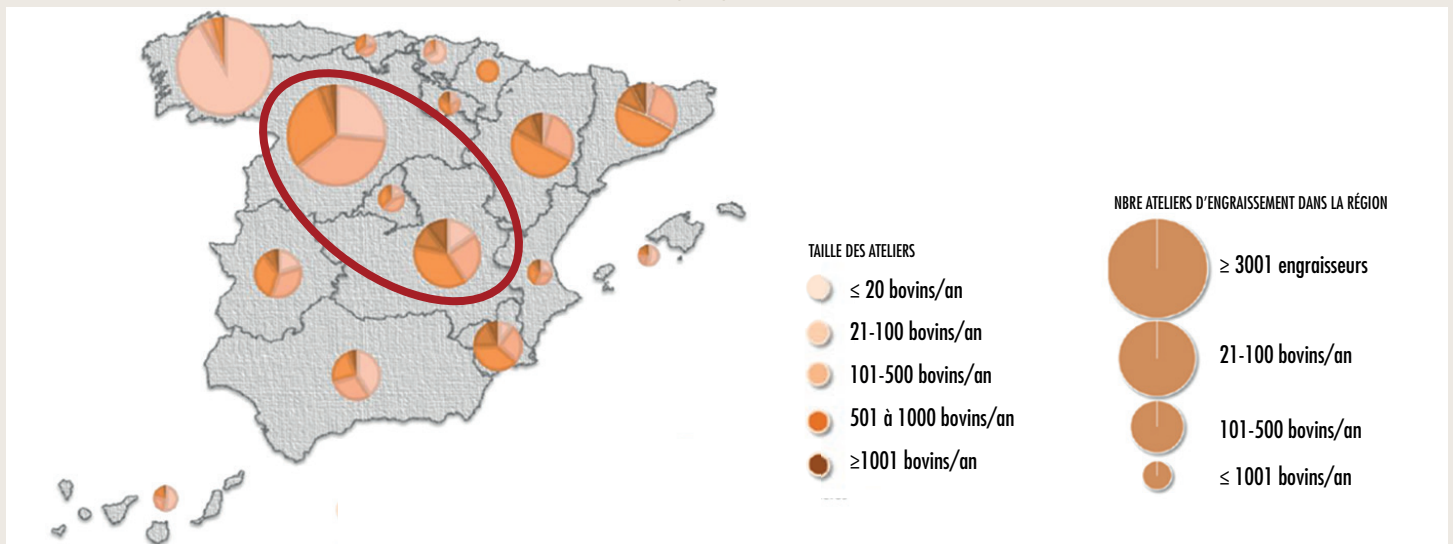 TAILLE DES ATELIERS
≤ 20 bovins/an
21-100 bovins/an
101-500 bovins/an
501 à 1000 bovins/an
≥1001 bovins/an
NBRE ATELIERS D'ENGRAISSEMENT DANS LA RÉGION
≥ 3001 engraisseurs
21-100 bovins/an
101-500 bovins/an
≤ 1001 bovins/an